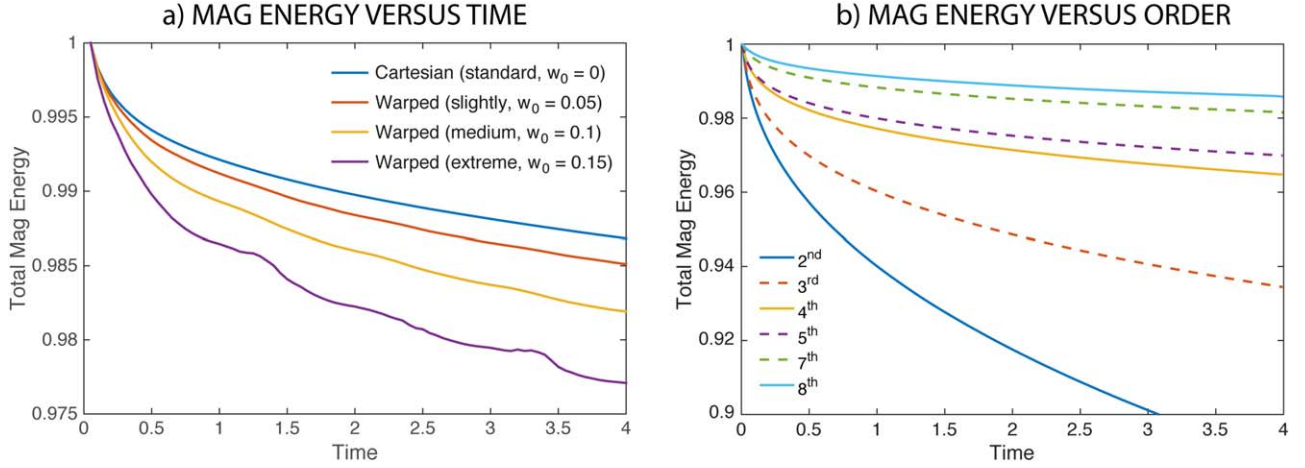 a) MAG ENERGY VERSUS TIME
1
0.995
0.99
0.985
0.98
0.975
Total Mag Energy
Cartesian (standard, w₀ = 0)
Warped (slightly, w₀ = 0.05)
Warped (medium, w₀ = 0.1)
Warped (extreme, w₀ = 0.15)
0 0.5 1 1.5 2 2.5 3 3.5 4
Time
b) MAG ENERGY VERSUS ORDER
1
0.98
0.96
0.94
0.92
0.9
Total Mag Energy
2ⁿᵈ
3ʳᵈ
4ᵗʰ
5ᵗʰ
7ᵗʰ
8ᵗʰ
0 0.5 1 1.5 2 2.5 3 3.5 4
Time